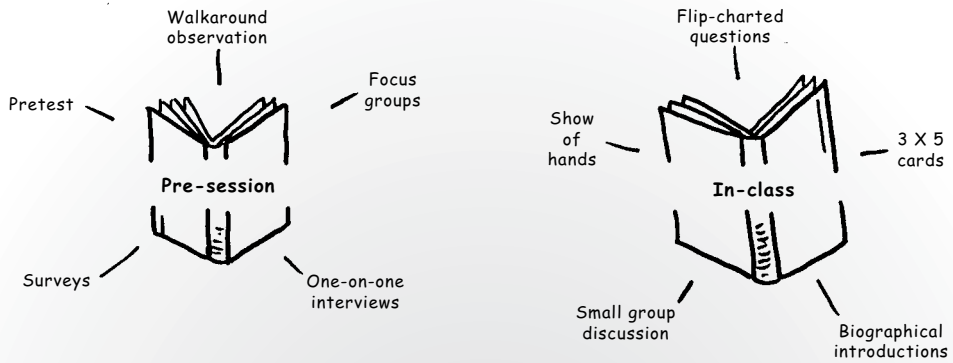 Walkaround
observation
Focus
groups
Pretest
Pre-session
Surveys
One-on-one
interviews
Flip-charted
questions
Show
of
hands
3 X 5
cards
In-class
Small group
discussion
Biographical
introductions